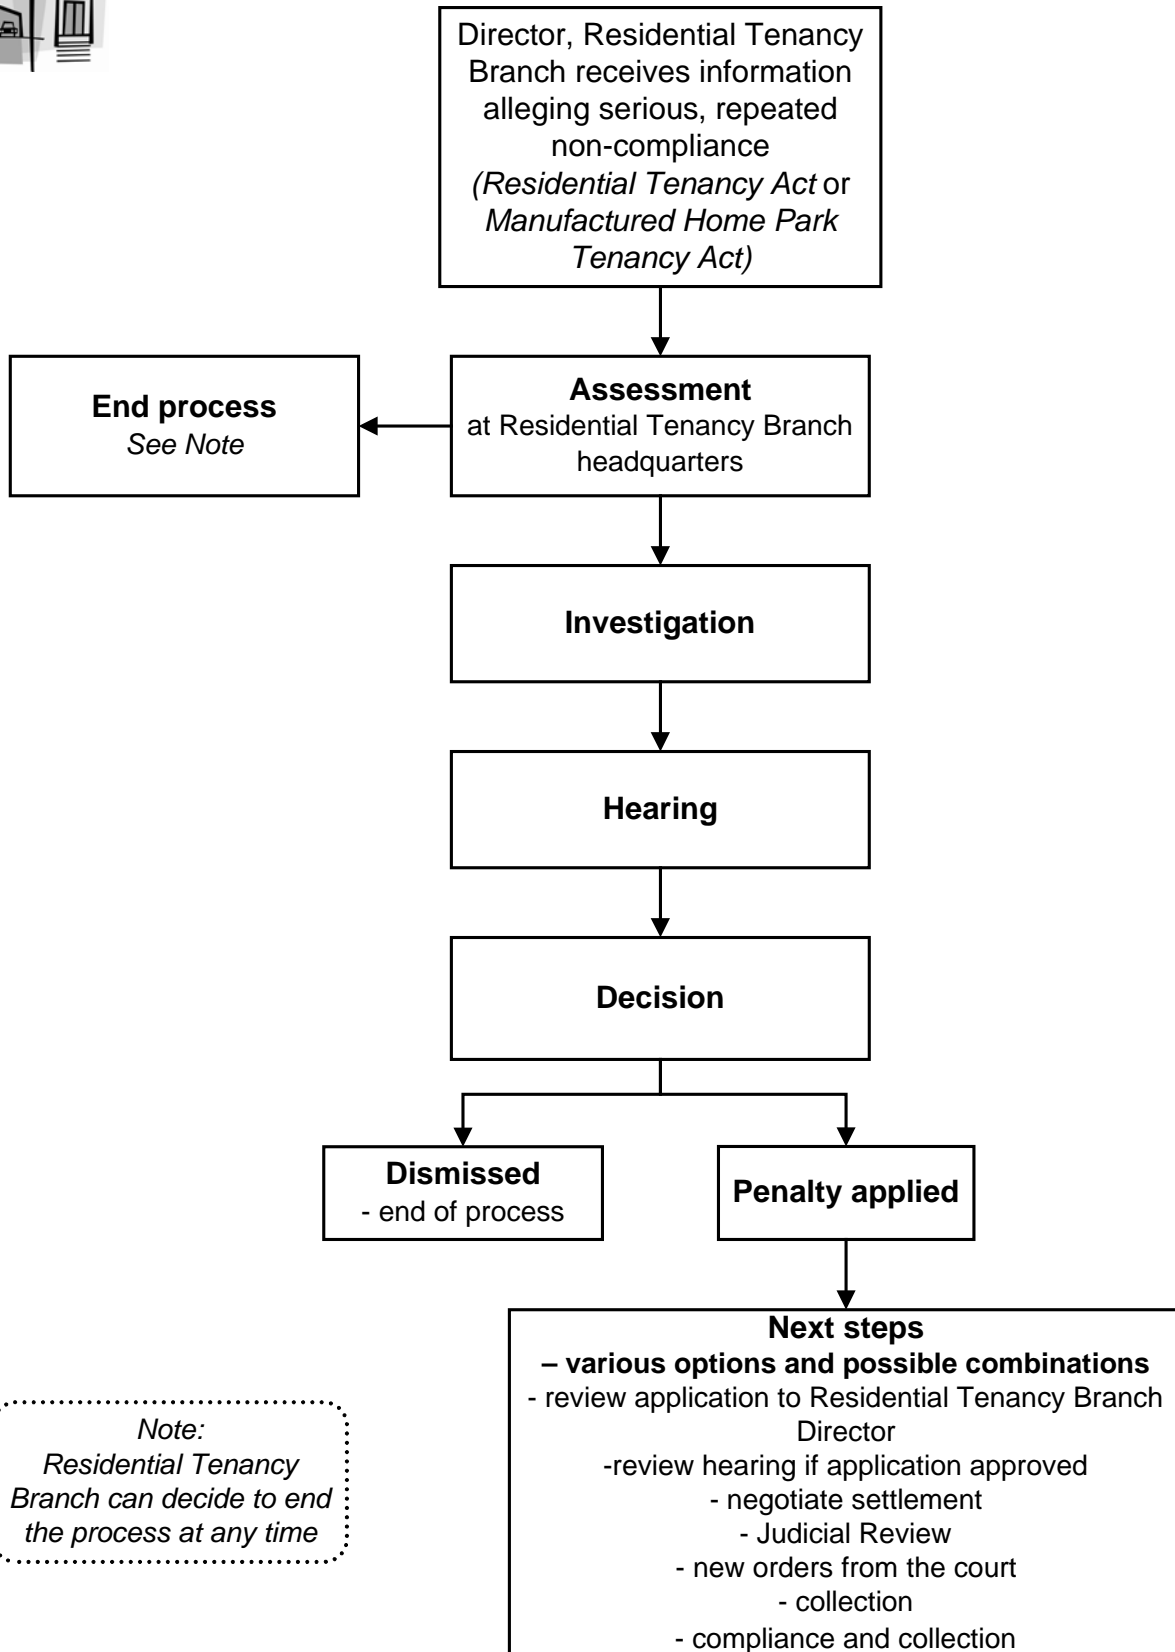 Director, Residential Tenancy
Branch receives information
alleging serious, repeated
non-compliance
(Residential Tenancy Act or
Manufactured Home Park
Tenancy Act)
End process
See Note
Assessment
at Residential Tenancy Branch
headquarters
Investigation
Hearing
Decision
Dismissed
- end of process
Penalty applied
Next steps
– various options and possible combinations
- review application to Residential Tenancy Branch
Director
-review hearing if application approved
- negotiate settlement
- Judicial Review
- new orders from the court
- collection
- compliance and collection
Note:
Residential Tenancy
Branch can decide to end
the process at any time